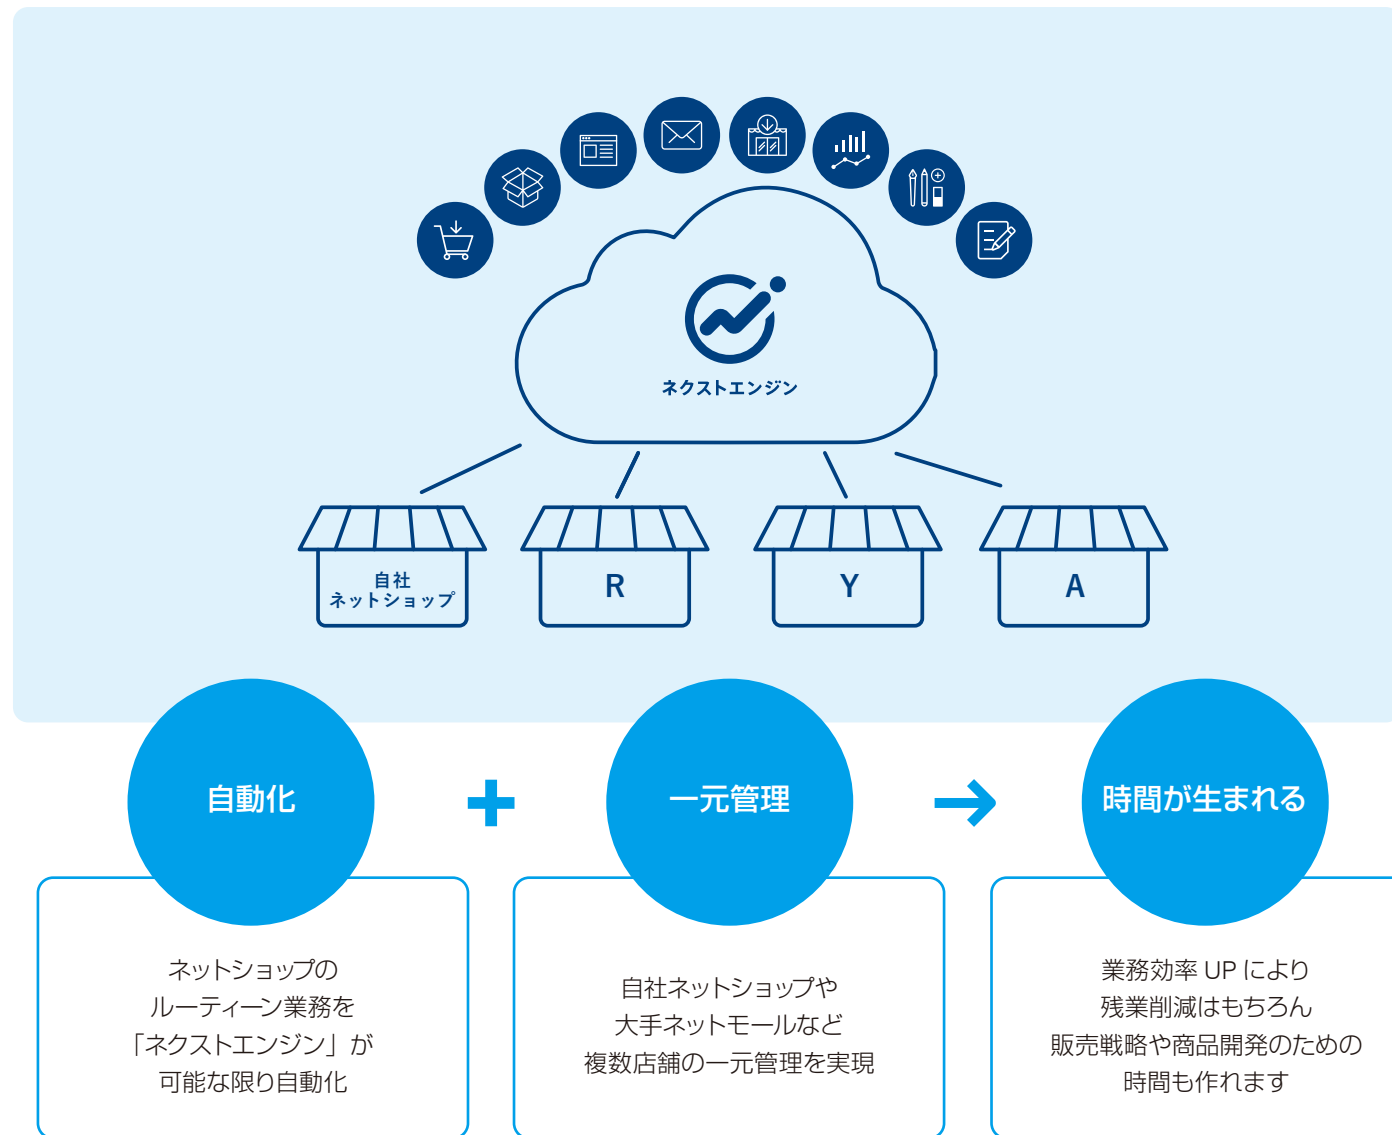 ネクストエンジン
自社
ネットショップ
R
Y
A
自動化
一元管理
時間が生まれる
ネットショップの
ルーティーン業務を
「ネクストエンジン」が
可能な限り自動化
自社ネットショップや
大手ネットモールなど
複数店舗の一元管理を実現
業務効率 UP により
残業削減はもちろん
販売戦略や商品開発のための
時間も作れます